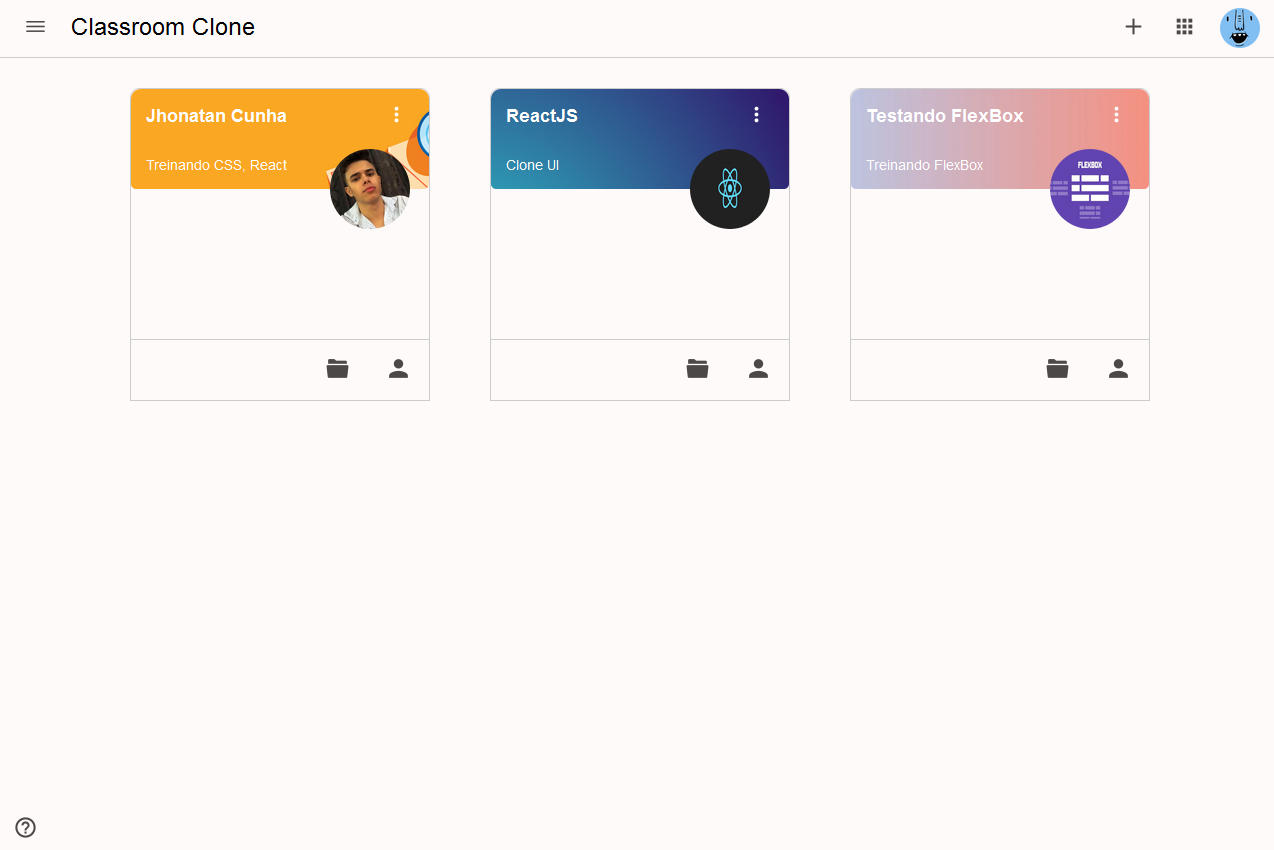 Classroom Clone
Jhonatan Cunha
Treinando CSS, React
ReactJS
Clone UI
Testando FlexBox
Treinando FlexBox
FLEXBOX